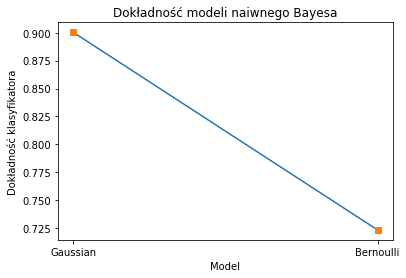 Dokładność modeli naiwnego Bayesa
Dokładność klasyfikatora
0.900
0.875
0.850
0.825
0.800
0.775
0.750
0.725
Gaussian Bernoulli
Model